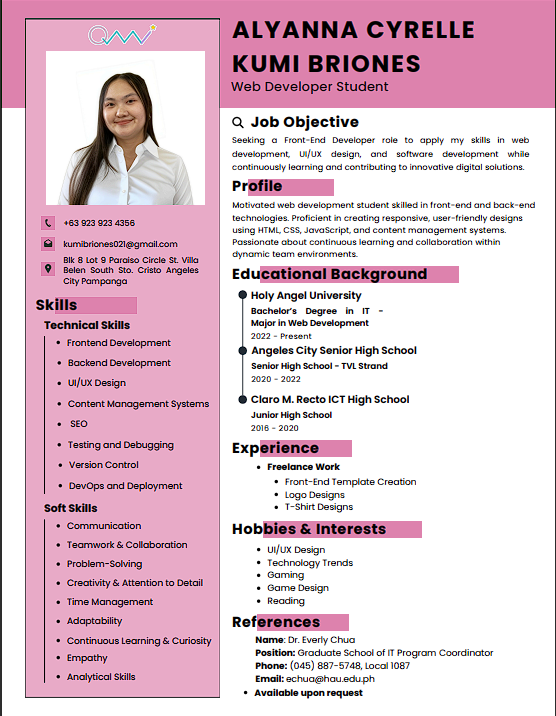 ALYANNA CYRELLE
KUMI BRIONES
Web Developer Student
+63 923 923 4356
kumibriones021@gmail.com
Blk 8 Lot 9 Paraiso Circle St. Villa
Belen South Sto. Cristo Angeles
City Pampanga
Skills
Technical Skills
• Frontend Development
• Backend Development
• UI/UX Design
• Content Management Systems
• SEO
• Testing and Debugging
• Version Control
• DevOps and Deployment
Soft Skills
• Communication
• Teamwork & Collaboration
• Problem-Solving
• Creativity & Attention to Detail
• Time Management
• Adaptability
• Continuous Learning & Curiosity
• Empathy
• Analytical Skills
Job Objective
Seeking a Front-End Developer role to apply my skills in web
development, UI/UX design, and software development while
continuously learning and contributing to innovative digital solutions.
Profile
Motivated web development student skilled in front-end and back-end
technologies. Proficient in creating responsive, user-friendly designs
using HTML, CSS, JavaScript, and content management systems.
Passionate about continuous learning and collaboration within
dynamic team environments.
Educational Background
Holy Angel University
Bachelor's Degree in IT -
Major in Web Development
2022 - Present
Angeles City Senior High School
Senior High School - TVL Strand
2020 - 2022
Claro M. Recto ICT High School
Junior High School
2016 - 2020
Experience
• Freelance Work
• Front-End Template Creation
• Logo Designs
• T-Shirt Designs
Hobbies & Interests
• UI/UX Design
• Technology Trends
• Gaming
• Game Design
• Reading
References
Name: Dr. Everly Chua
Position: Graduate School of IT Program Coordinator
Phone: (045) 887-5748, Local 1087
Email: echua@hau.edu.ph
• Available upon request